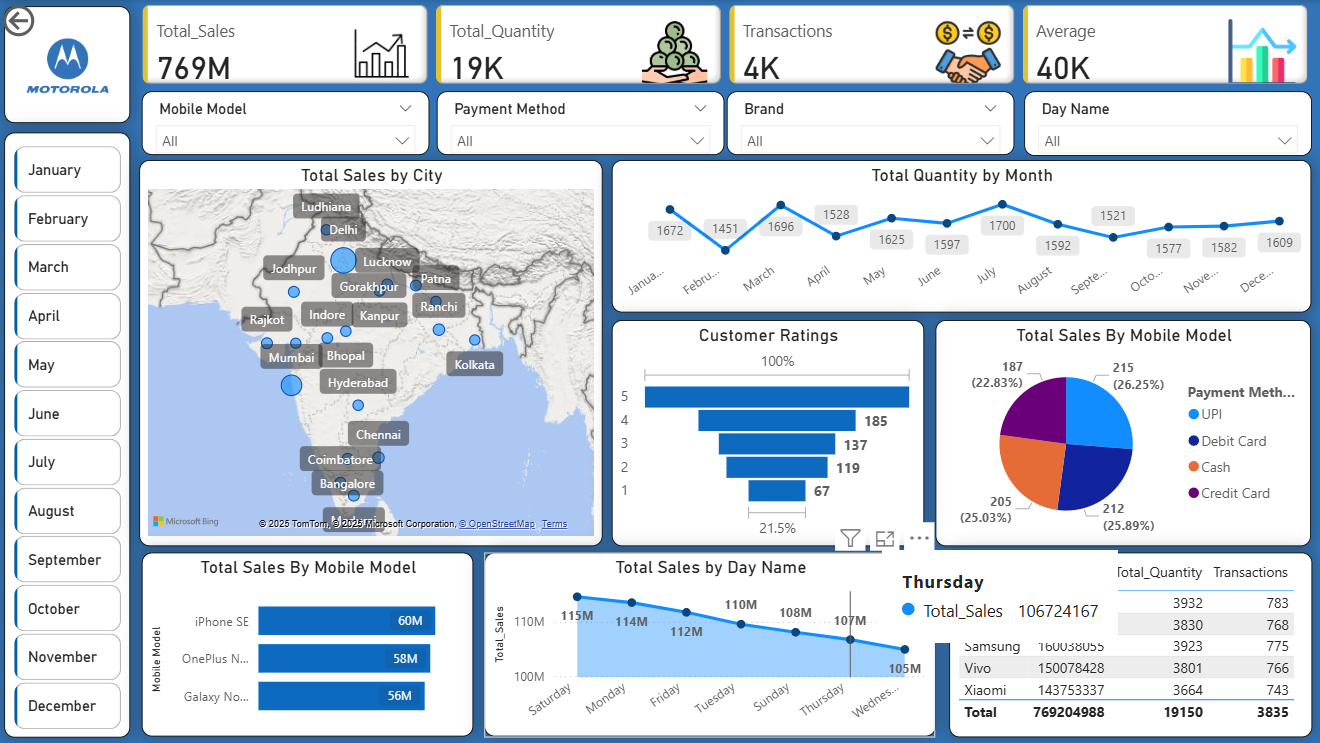 MOTOROLA
Total_Sales
769M
Total_Quantity
19K
Transactions
4K
Average
40K
Mobile Model
All
Payment Method
All
Brand
All
Day Name
All
January
February
March
April
May
June
July
August
September
October
November
December
Total Sales by City
Ludhiana
Delhi
Lucknow
Jodhpur
Gorakhpur
Patna
Ranchi
Rajkot
Indore
Kanpur
Mumbai
Bhopal
Kolkata
Hyderabad
Chennai
Coimbatore
Bangalore
Microsoft Bing
© 2025 TomTom, © 2025 Microsoft Corporation, © OpenStreetMap Terms
Total Quantity by Month
1672
1451
1696
1528
1625
1597
1700
1592
1521
1577
1582
1609
Janua...
Febru...
March
April
May
June
July
August
Septe...
Octo...
Nove...
Dece...
Customer Ratings
100%
5
4
185
3
137
2
119
1
67
21.5%
Total Sales By Mobile Model
187
(22.83%)
215
(26.25%)
205
(25.03%)
212
(25.89%)
Payment Meth...
UPI
Debit Card
Cash
Credit Card
Total Sales By Mobile Model
Mobile Model
iPhone SE
60M
OnePlus N...
58M
Galaxy No...
56M
Total Sales by Day Name
Total_Sales
110M
100M
115M
114M
112M
110M
108M
107M
105M
Saturday
Monday
Friday
Tuesday
Sunday
Thursday
Wednes...
Thursday
Total_Sales 106724167
Total_Quantity Transactions
3932 783
3830 768
Samsung 160038055 3923 775
Vivo 150078428 3801 766
Xiaomi 143753337 3664 743
Total 769204988 19150 3835